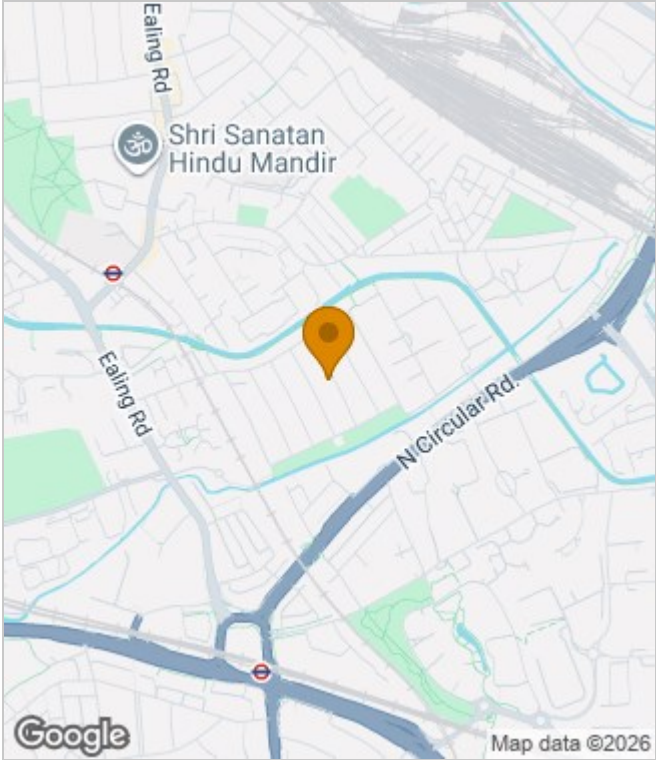 Ealing Rd
Shri Sanatan
Hindu Mandir
Ealing Rd
N Circular Rd.
Google
Map data ©2026